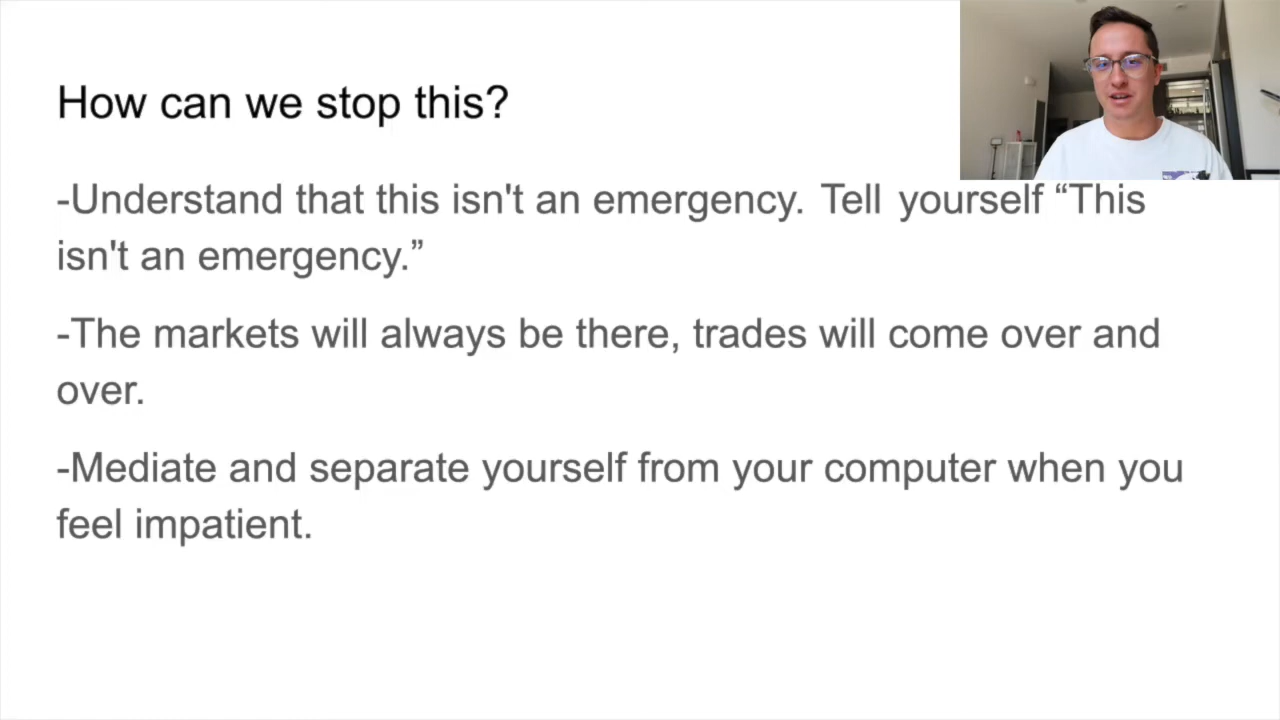 How can we stop this?
-Understand that this isn't an emergency. Tell yourself “This
isn't an emergency.”
-The markets will always be there, trades will come over and
over.
-Mediate and separate yourself from your computer when you
feel impatient.